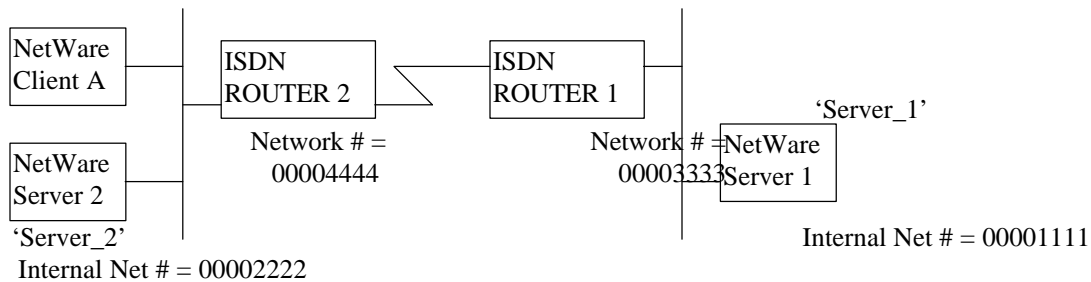 NetWare
Client A
ISDN
ROUTER 2
ISDN
ROUTER 1
‘Server_1’
Network # =
00004444
Network # =
00003333
NetWare
Server 1
NetWare
Server 2
‘Server_2’
Internal Net # = 00002222
Internal Net # = 00001111